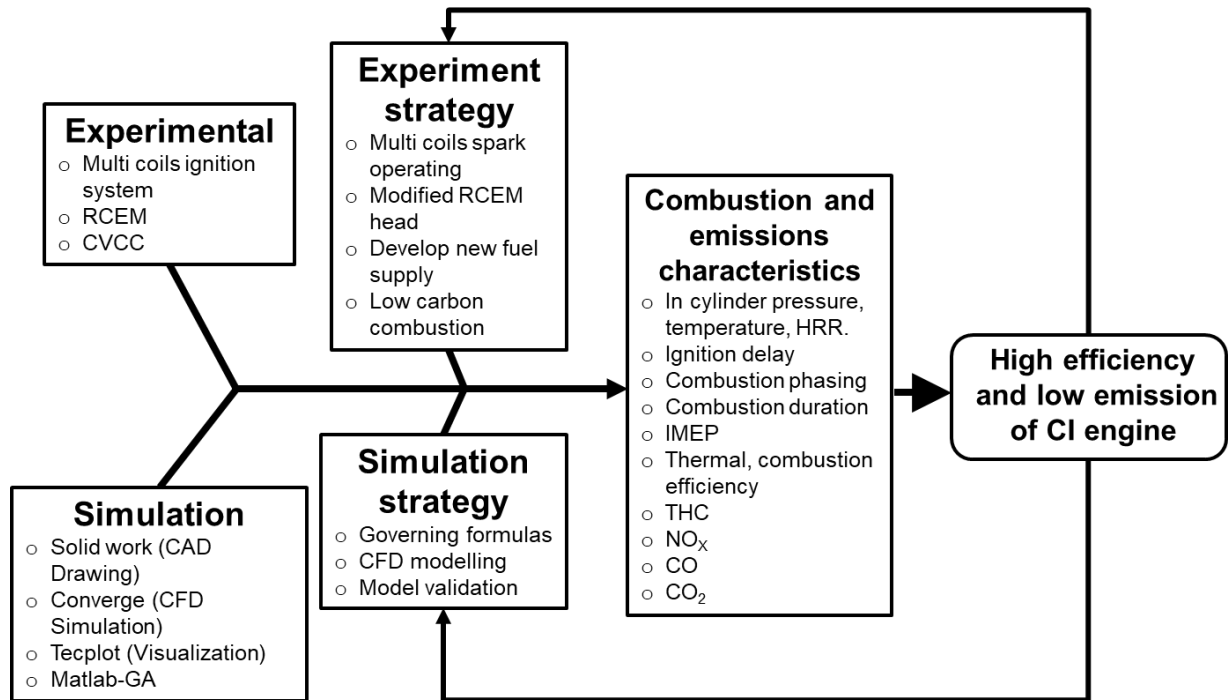 Experimental
o Multi coils ignition
system
o RCEM
o CVCC
Experiment
strategy
o Multi coils spark
operating
o Modified RCEM
head
o Develop new fuel
supply
o Low carbon
combustion
Simulation
o Solid work (CAD
Drawing)
o Converge (CFD
Simulation)
o Tecplot (Visualization)
o Matlab-GA
Simulation
strategy
o Governing formulas
o CFD modelling
o Model validation
Combustion and
emissions
characteristics
o In cylinder pressure,
temperature, HRR.
o Ignition delay
o Combustion phasing
o Combustion duration
o IMEP
o Thermal, combustion
efficiency
o THC
o NOX
o CO
o CO2
High efficiency
and low emission
of CI engine